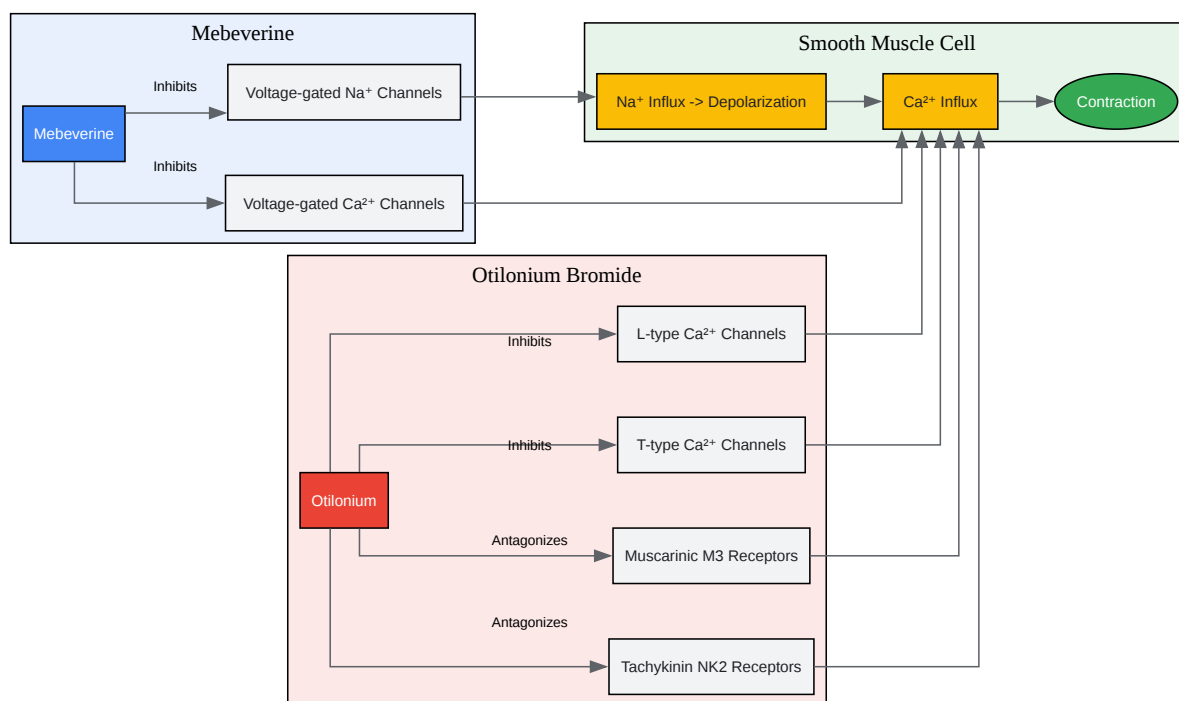 Mebeverine
Smooth Muscle Cell
Inhibits
Voltage-gated Na⁺ Channels
Na⁺ Influx -> Depolarization
Ca²⁺ Influx
Contraction
Mebeverine
Inhibits
Voltage-gated Ca²⁺ Channels
Otilonium Bromide
Inhibits
L-type Ca²⁺ Channels
Inhibits
T-type Ca²⁺ Channels
Otilonium
Antagonizes
Muscarinic M3 Receptors
Antagonizes
Tachykinin NK2 Receptors